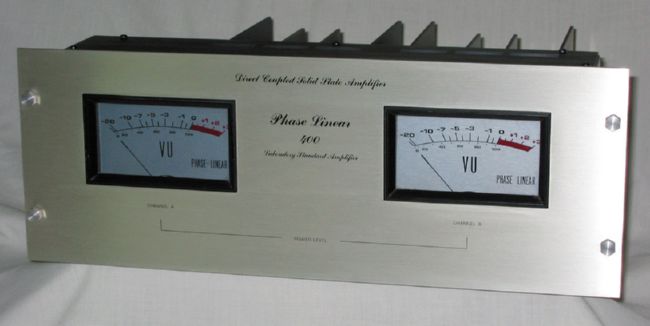 Direct Coupled Solid State Amplifier
Phase Linear
400
Laboratory Standard Amplifier
-20 -10 -7 -5 -3 -1 0 +1 +2
VU
PHASE LINEAR
-20 -10 -7 -5 -3 -1 0 +1 +2 +3
VU
PHASE LINEAR
CHANNEL A
CHANNEL B
POWER LEVEL